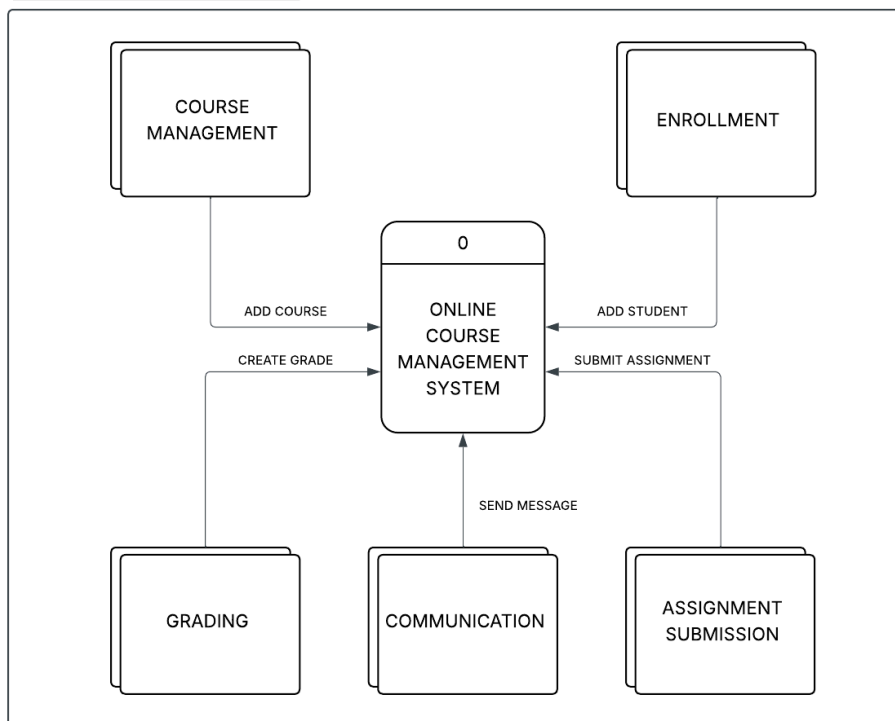 COURSE
MANAGEMENT
ENROLLMENT
0
ONLINE
COURSE
MANAGEMENT
SYSTEM
ADD COURSE
ADD STUDENT
CREATE GRADE
SUBMIT ASSIGNMENT
SEND MESSAGE
GRADING
COMMUNICATION
ASSIGNMENT
SUBMISSION